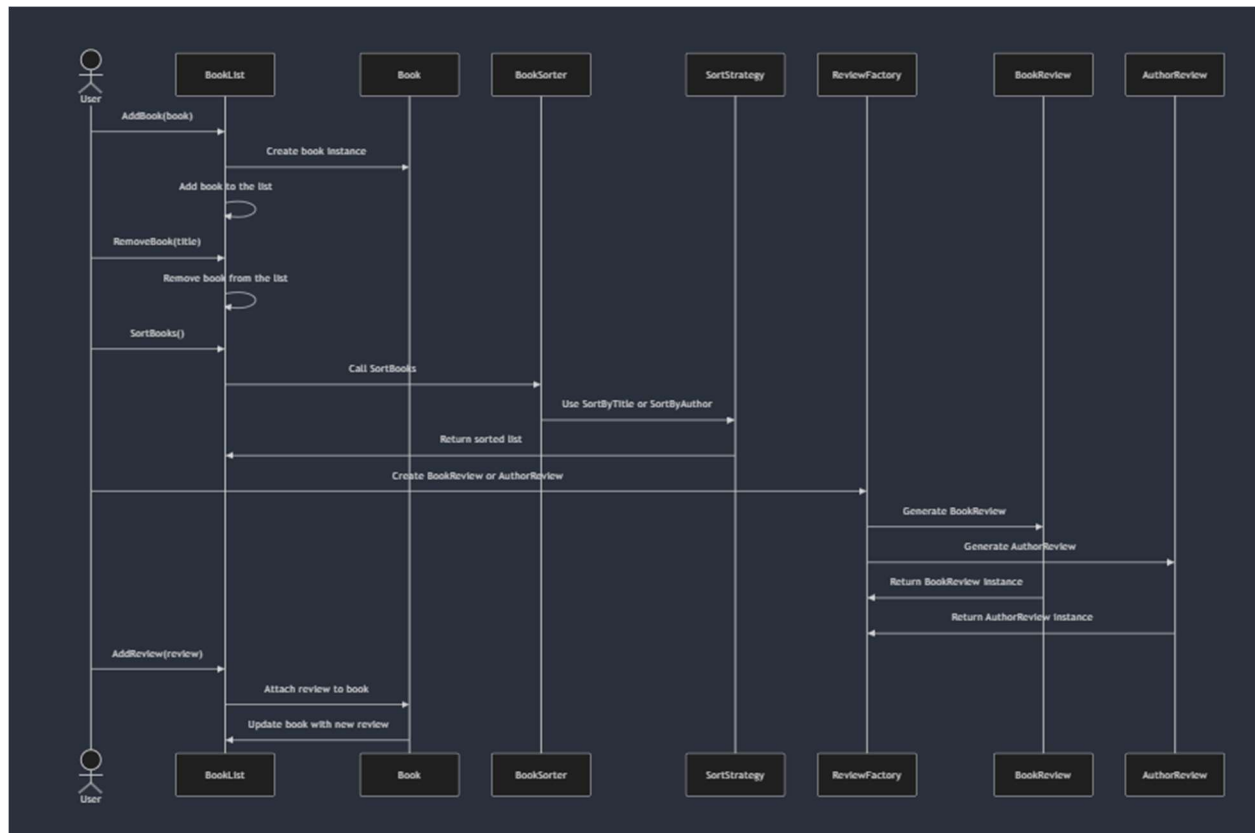 BookList
Book
BookSorter
SortStrategy
ReviewFactory
BookReview
AuthorReview
User
AddBook(book)
Create book instance
Add book to the list
RemoveBook(title)
Remove book from the list
SortBooks()
Call SortBooks
Use SortByTitle or SortByAuthor
Return sorted list
Create BookReview or AuthorReview
Generate BookReview
Generate AuthorReview
Return BookReview instance
Return AuthorReview instance
AddReview(review)
Attach review to book
Update book with new review
BookList
Book
BookSorter
SortStrategy
ReviewFactory
BookReview
AuthorReview
User